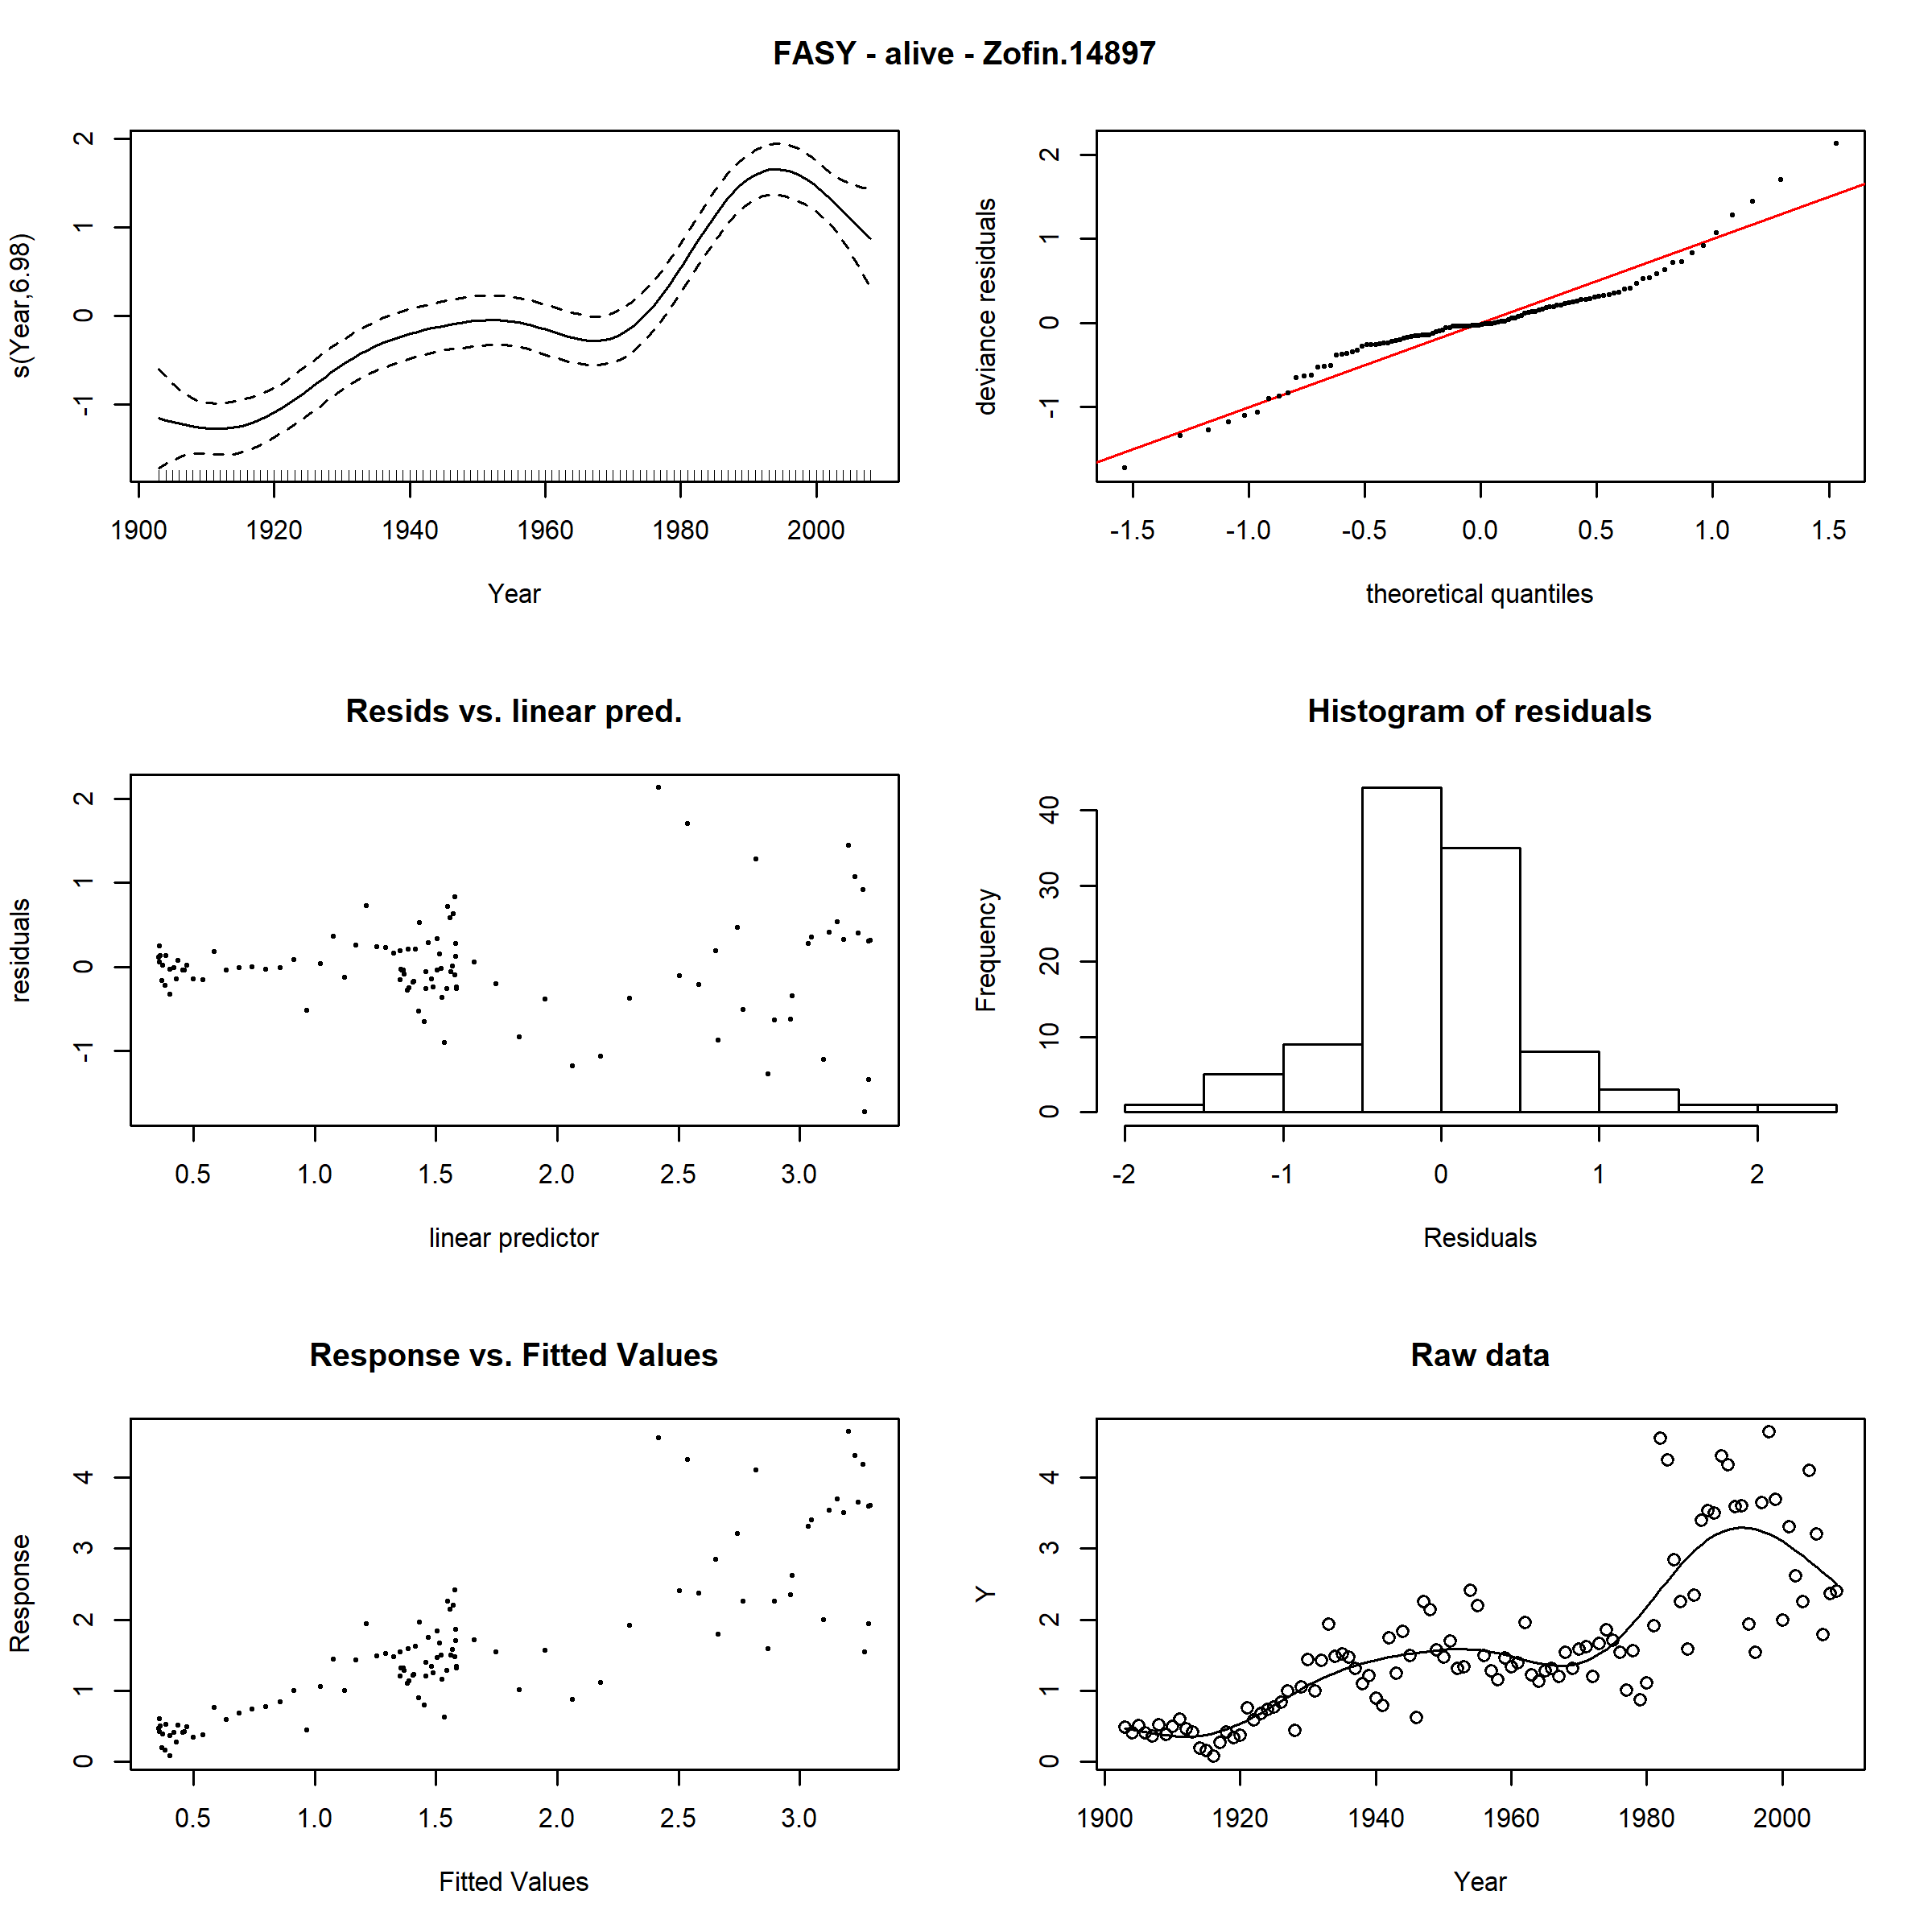 FASY - alive - Zofin.14897
s(Year,6.98)
2
1
0
-1
1900 1920 1940 1960 1980 2000
Year
deviance residuals
2
1
0
-1
-1.5 -1.0 -0.5 0.0 0.5 1.0 1.5
theoretical quantiles
Resids vs. linear pred.
residuals
2
1
0
-1
0.5 1.0 1.5 2.0 2.5 3.0
linear predictor
Histogram of residuals
Frequency
40
30
20
10
0
-2 -1 0 1 2
Residuals
Response vs. Fitted Values
Response
4
3
2
1
0
0.5 1.0 1.5 2.0 2.5 3.0
Fitted Values
Raw data
Y
4
3
2
1
0
1900 1920 1940 1960 1980 2000
Year